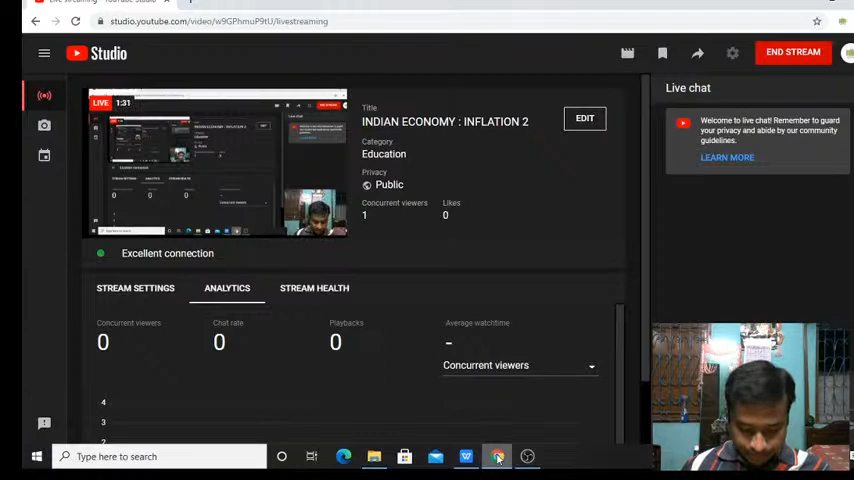 studio.youtube.com/video/w9GPhmuP9tU/livestreaming
Studio
END STREAM
LIVE 1:31
Title
INDIAN ECONOMY : INFLATION 2
EDIT
Category
Education
Privacy
Public
Concurrent viewers
Likes
1
0
Excellent connection
Live chat
Welcome to live chat! Remember to guard
your privacy and abide by our community
guidelines.
LEARN MORE
STREAM SETTINGS
ANALYTICS
STREAM HEALTH
Concurrent viewers
Chat rate
Playbacks
Average watchtime
0
0
0
-
Concurrent viewers
4
3
2
Type here to search